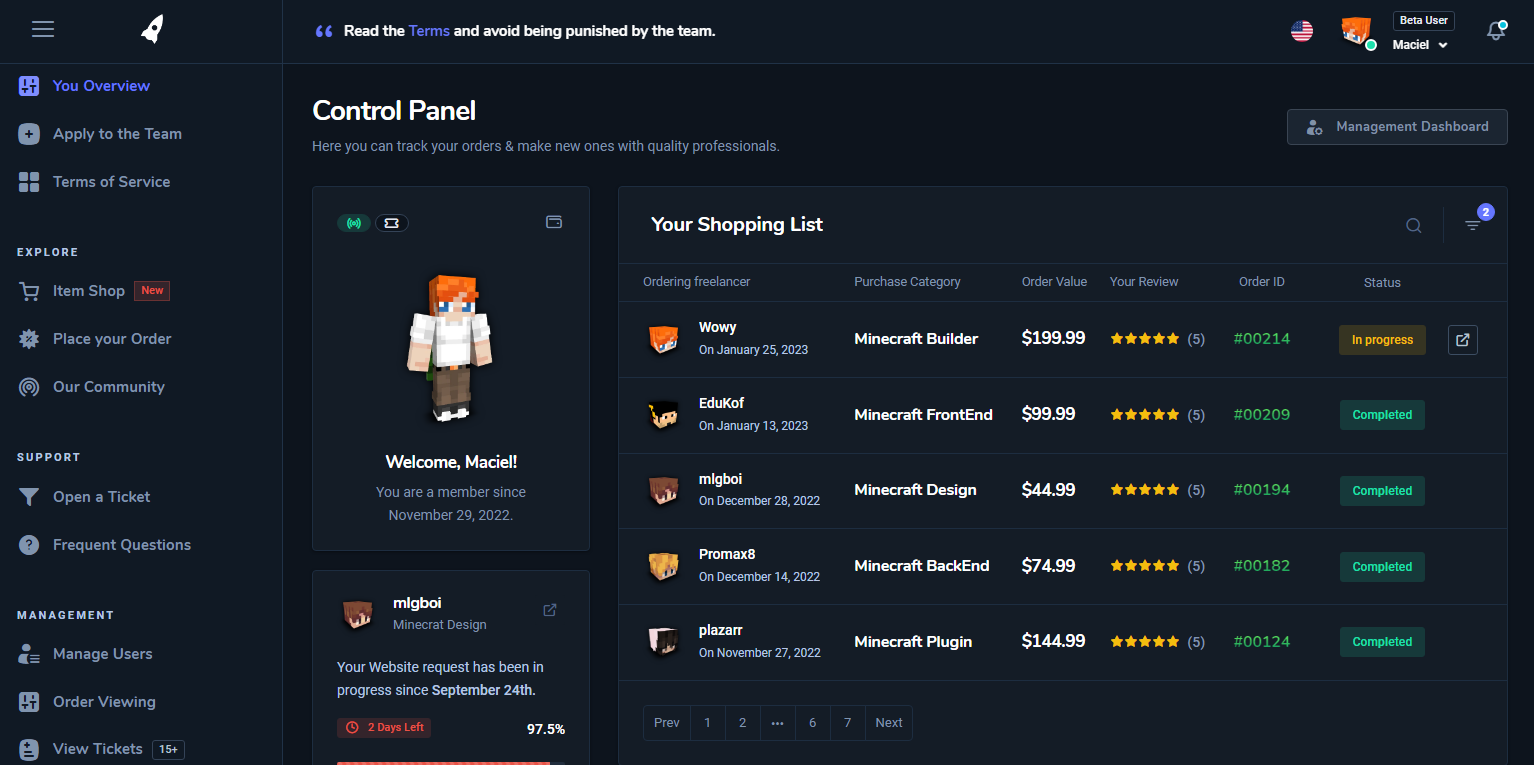 Read the Terms and avoid being punished by the team.
Beta User
Maciel
You Overview
Apply to the Team
Terms of Service
EXPLORE
Item Shop New
Place your Order
Our Community
SUPPORT
Open a Ticket
Frequent Questions
MANAGEMENT
Manage Users
Order Viewing
View Tickets 15+
Control Panel
Here you can track your orders & make new ones with quality professionals.
Management Dashboard
Welcome, Maciel!
You are a member since
November 29, 2022.
mlgboi
Minecrat Design
Your Website request has been in
progress since September 24th.
2 Days Left 97.5%
Your Shopping List
2
Ordering freelancer Purchase Category Order Value Your Review Order ID Status
Wowy
On January 25, 2023
Minecraft Builder $199.99 (5) #00214 In progress
EduKof
On January 13, 2023
Minecraft FrontEnd $99.99 (5) #00209 Completed
mlgboi
On December 28, 2022
Minecraft Design $44.99 (5) #00194 Completed
Promax8
On December 14, 2022
Minecraft BackEnd $74.99 (5) #00182 Completed
plazarr
On November 27, 2022
Minecraft Plugin $144.99 (5) #00124 Completed
Prev 1 2 ••• 6 7 Next